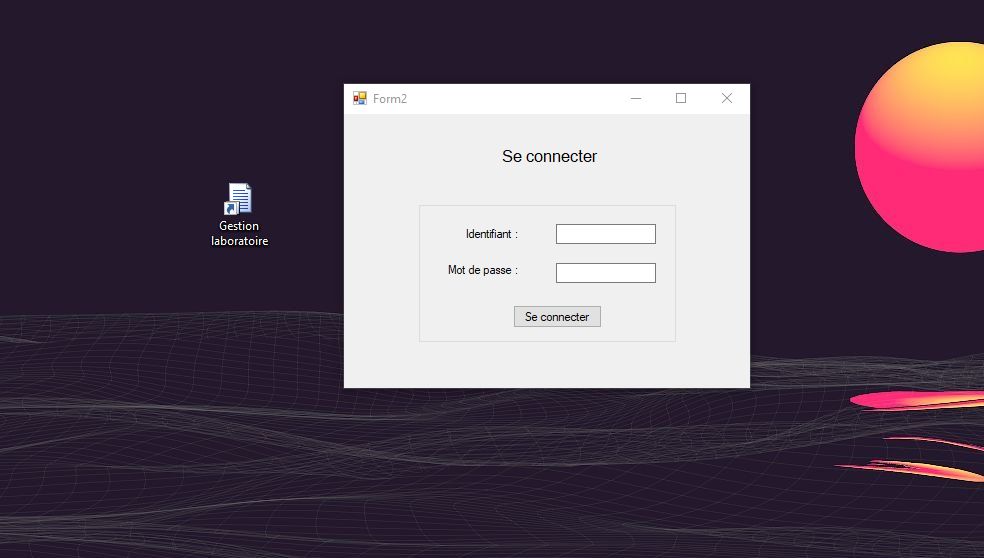 Form2
Se connecter
Gestion
laboratoire
Identifiant :
Mot de passe :
Se connecter